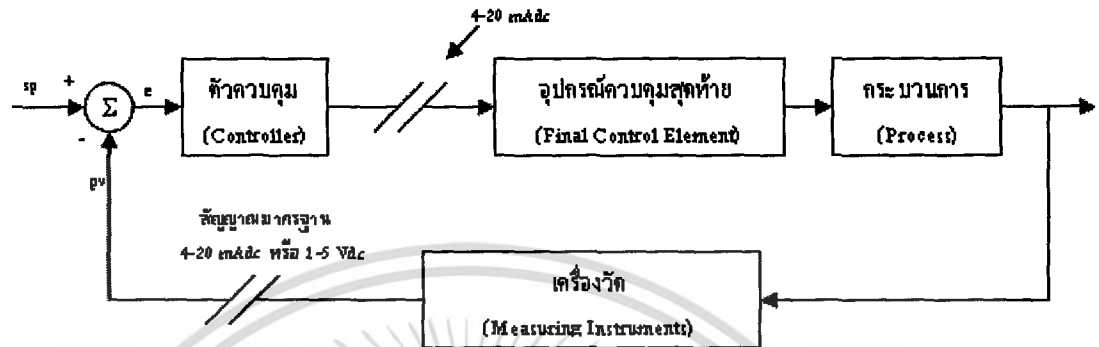 4-20 mAdc
sp
+
Σ
-
e
pv
ตัวควบคุม
(Controller)
อุปกรณ์ควบคุมสุดท้าย
(Final Control Element)
กระบวนการ
(Process)
สัญญาณมาตรฐาน
4-20 mAdc หรือ 1-5 Vdc
เครื่องวัด
(Measuring Instruments)